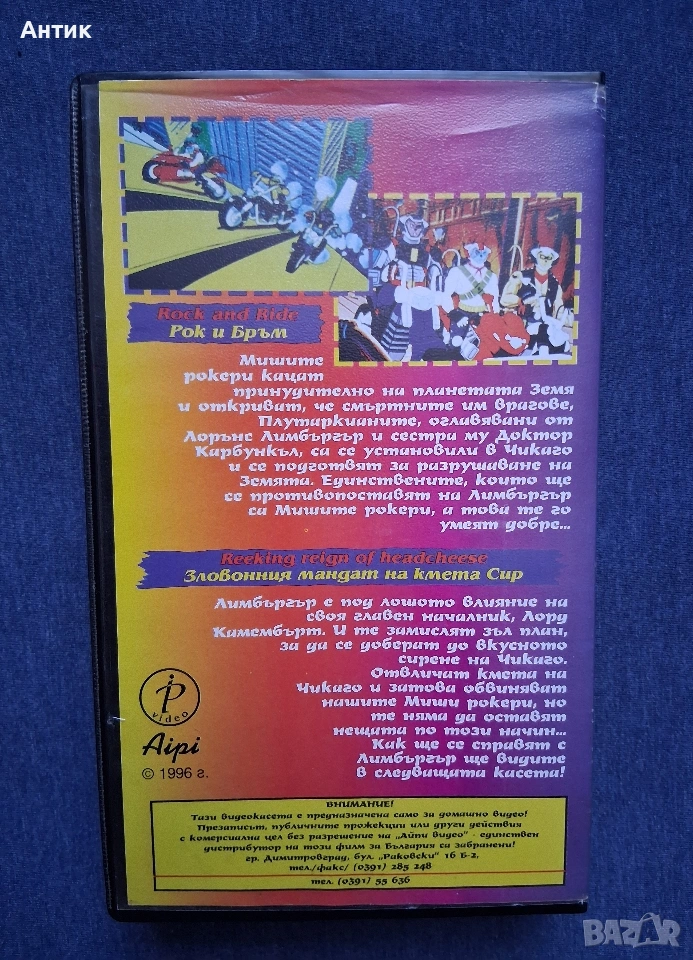 Антик
Rock and Ride
Рок и Бръм
Мишите
рокери кацат
принудително на планетата Земя
и откриват, че смъртните им врагове,
Плутаркианите, оглавявани от
Лорънс Лимбъргър и сестра му Доктор
Карбункъл, са се установили в Чикаго
и се подготвят за разрушаване на
Земята. Единствените, които ще
се противопоставят на Лимбъргър
са Мишите рокери, а това те го
умеят добре...
Reeking reign of headcheese
Зловонния мандат на кмета Сир
Лимбъргър е под лошото влияние на
своя главен началник, Лорд
Камембърт. И те замислят зъл план,
за да се доберат до вкусното
сирене на Чикаго.
Отвличат кмета на
Чикаго и затова обвиняват
нашите Миши рокери, но
те няма да оставят
нещата по този начин...
Как ще се справят с
Лимбъргър ще видите
в следващата касета!
ip
video
Aipi
© 1996 г.
ВНИМАНИЕ!
Тази видеокасета е предназначена само за домашно видео!
Презаписът, публичните прожекции или други действия
с комерсиална цел без разрешение на „Айпи видео" - единствен
дистрибутор на този филм за България са забранени!
гр. Димитровград, бул. „Раковски" 16 Б-2,
тел./факс/ (0391) 285 248
тел. (0391) 55 636
BAZAR